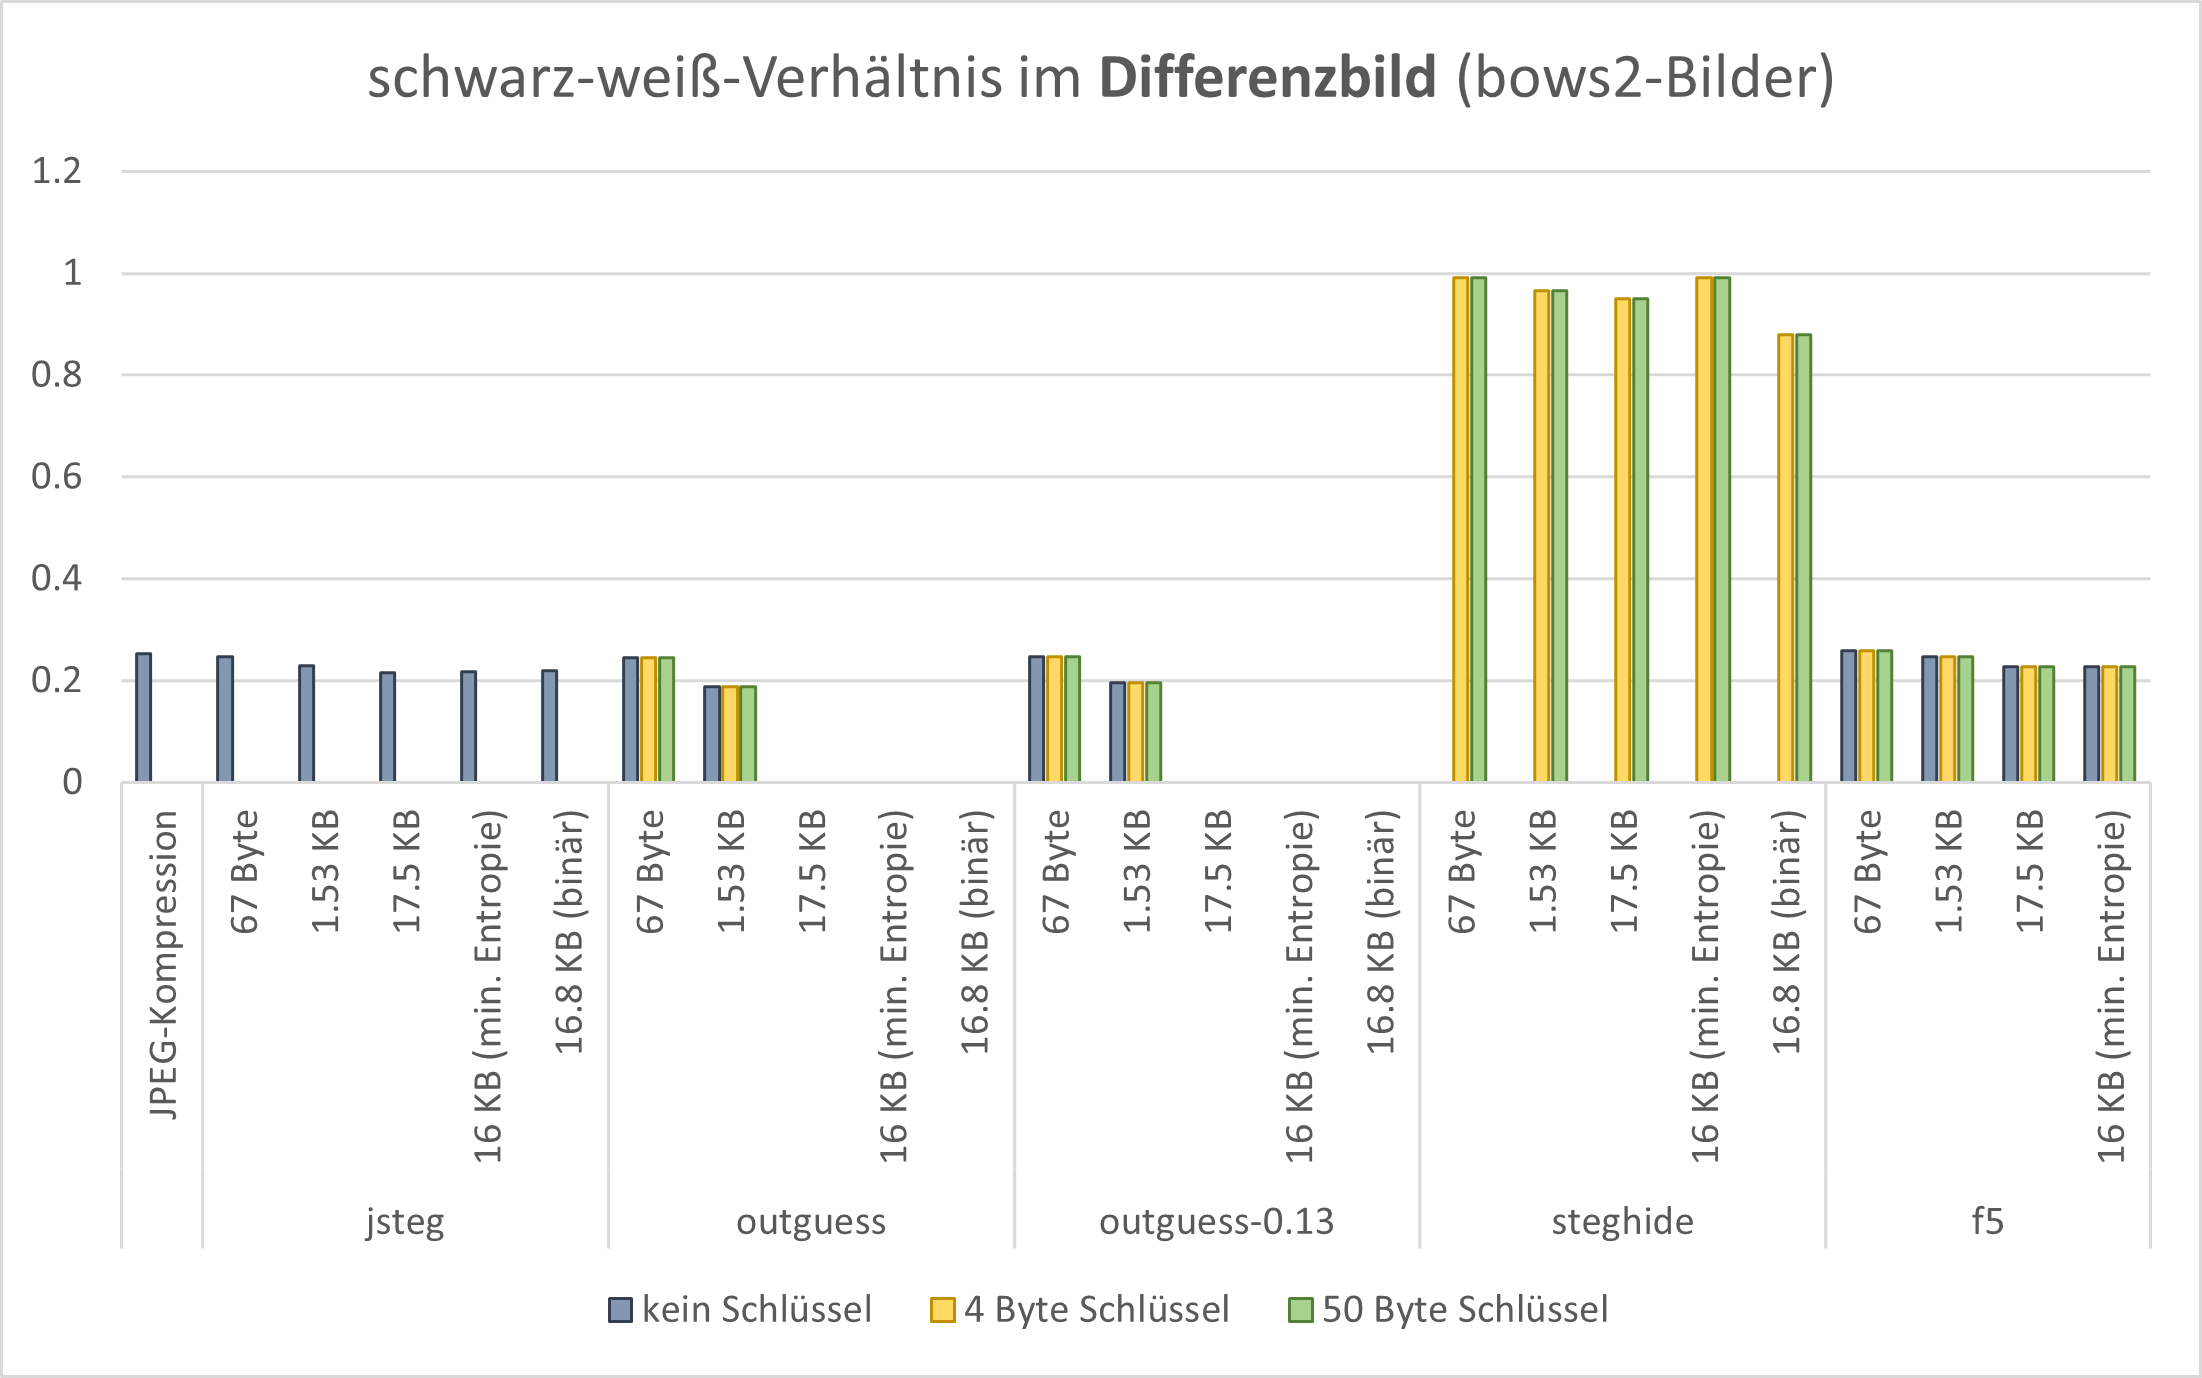 schwarz-weiß-Verhältnis im Differenzbild (bows2-Bilder)
1.2
1
0.8
0.6
0.4
0.2
0
JPEG-Kompression
67 Byte
1.53 KB
17.5 KB
16 KB (min. Entropie)
16.8 KB (binär)
67 Byte
1.53 KB
17.5 KB
16 KB (min. Entropie)
16.8 KB (binär)
67 Byte
1.53 KB
17.5 KB
16 KB (min. Entropie)
16.8 KB (binär)
67 Byte
1.53 KB
17.5 KB
16 KB (min. Entropie)
16.8 KB (binär)
67 Byte
1.53 KB
17.5 KB
16 KB (min. Entropie)
jsteg
outguess
outguess-0.13
steghide
f5
kein Schlüssel
4 Byte Schlüssel
50 Byte Schlüssel